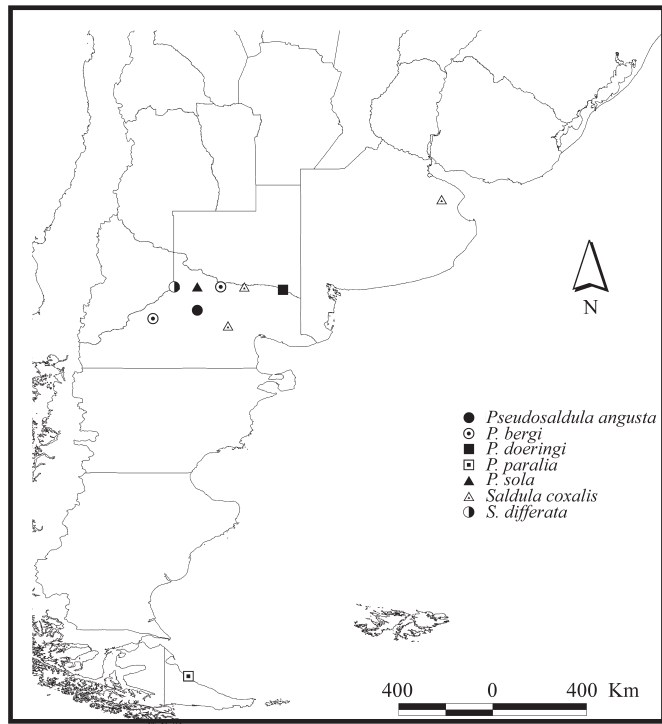 N
Pseudosaldula angusta
P. bergi
P. doeringi
P. paralia
P. sola
Saldula coxalis
S. differata
400 0 400 Km